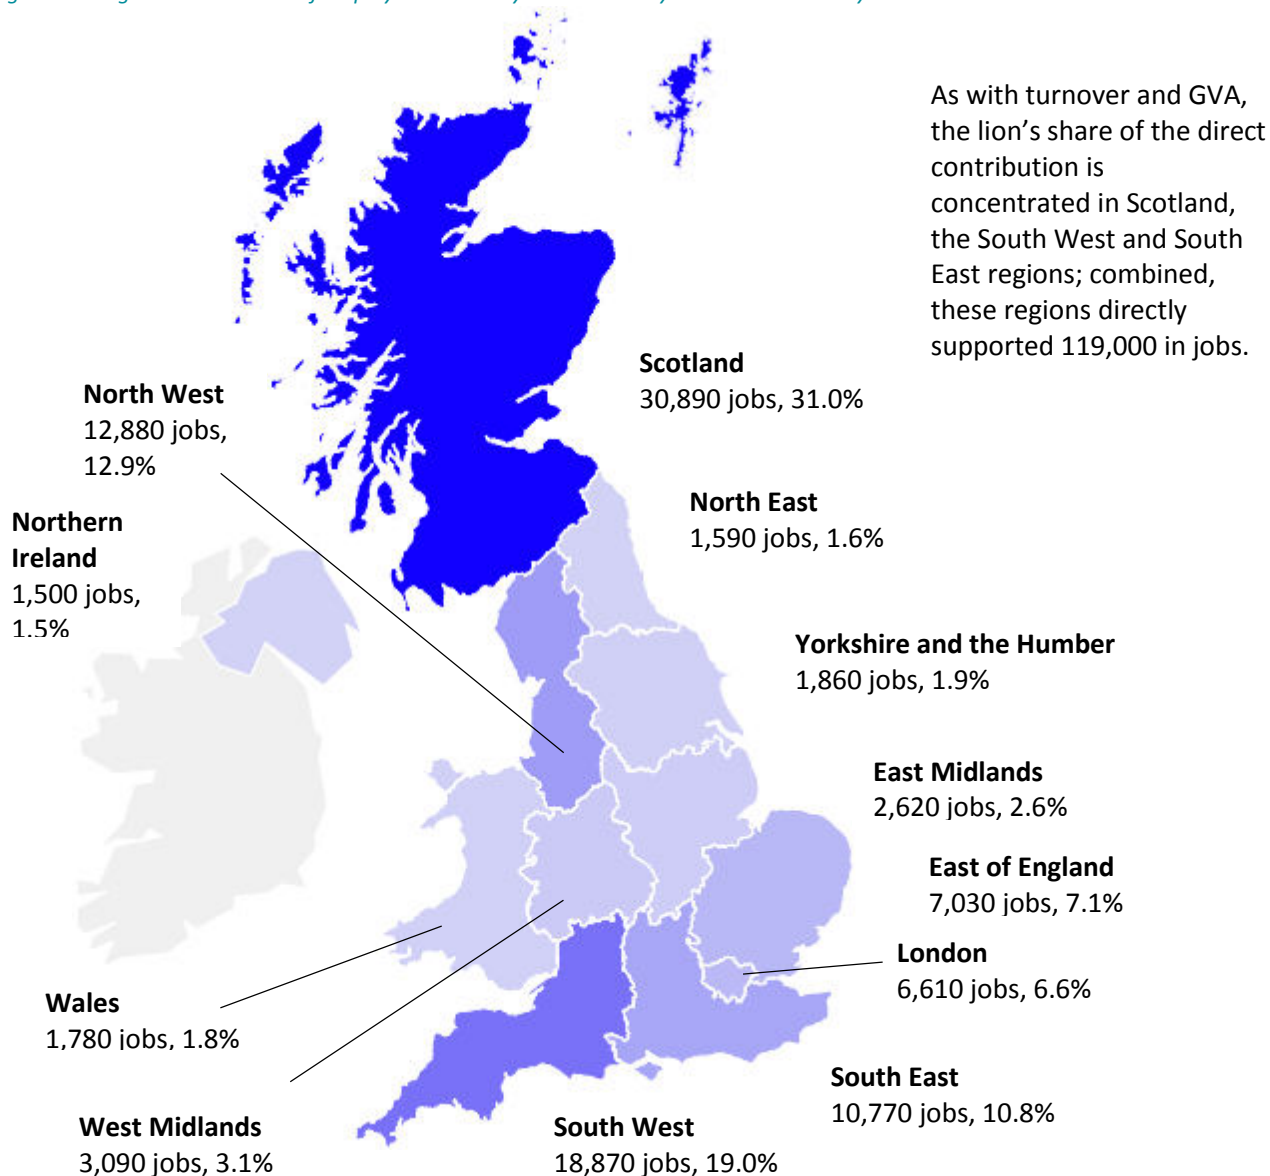 As with turnover and GVA,
the lion’s share of the direct
contribution is
concentrated in Scotland,
the South West and South
East regions; combined,
these regions directly
supported 119,000 in jobs.
Scotland
30,890 jobs, 31.0%
North West
12,880 jobs,
12.9%
North East
1,590 jobs, 1.6%
Northern
Ireland
1,500 jobs,
1.5%
Yorkshire and the Humber
1,860 jobs, 1.9%
East Midlands
2,620 jobs, 2.6%
East of England
7,030 jobs, 7.1%
London
6,610 jobs, 6.6%
Wales
1,780 jobs, 1.8%
South East
10,770 jobs, 10.8%
West Midlands
3,090 jobs, 3.1%
South West
18,870 jobs, 19.0%